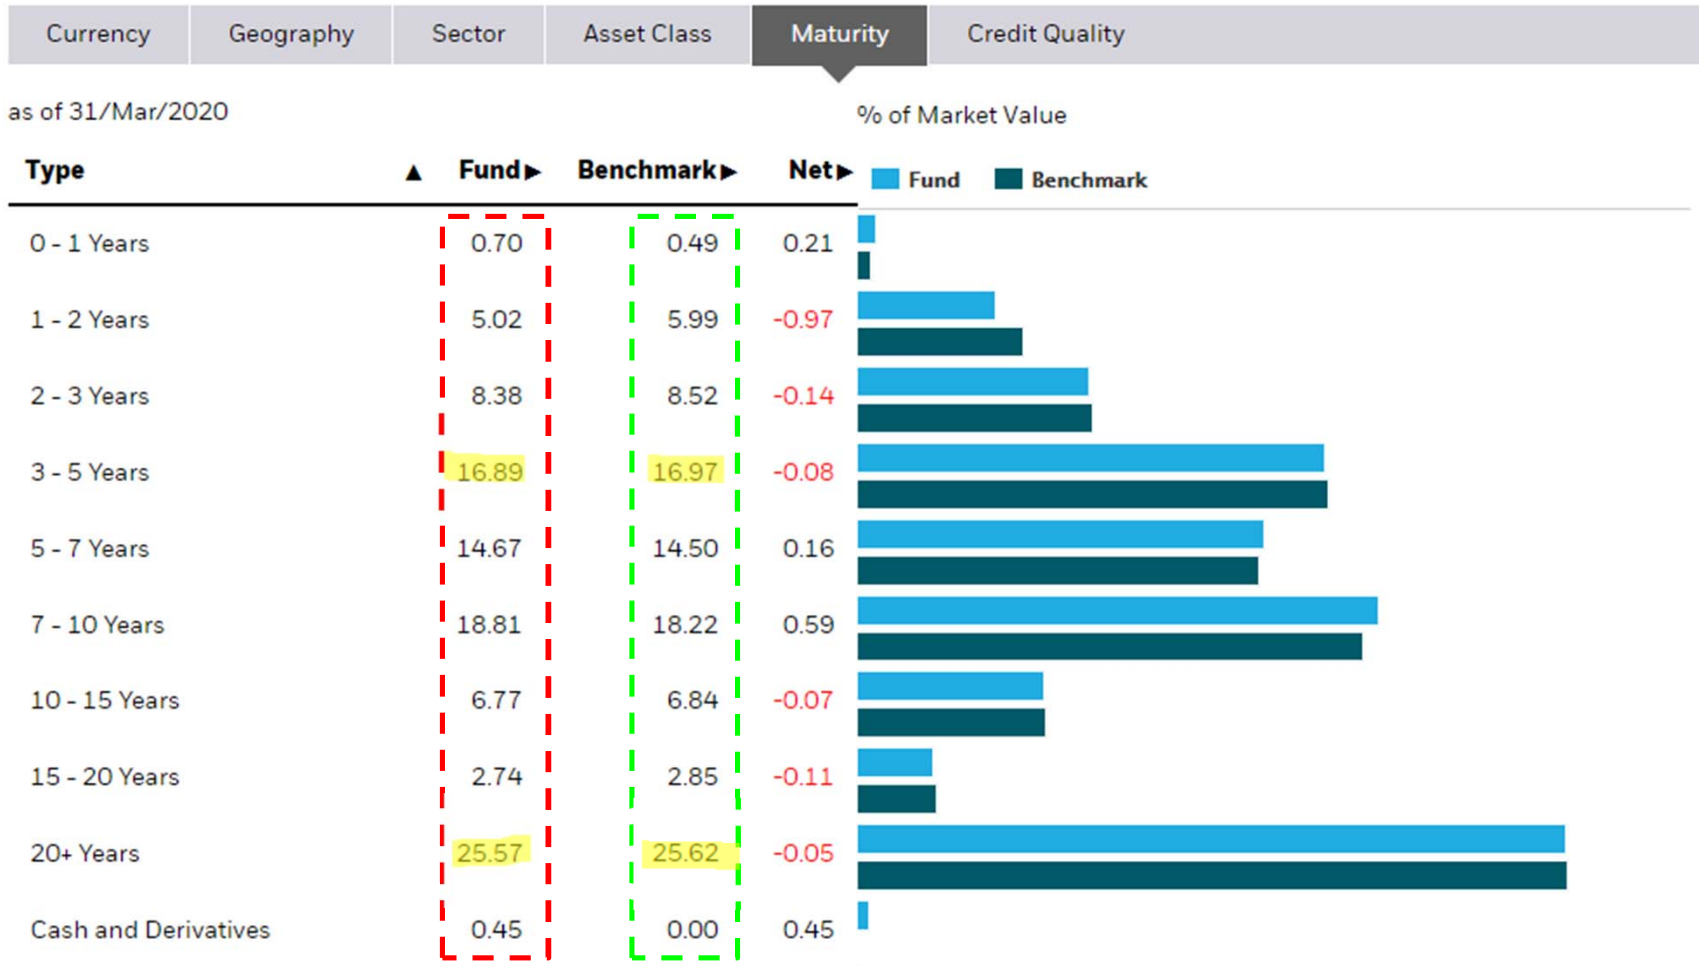 Currency Geography Sector Asset Class Maturity Credit Quality
as of 31/Mar/2020 % of Market Value
Type ▲ Fund► Benchmark► Net► Fund Benchmark
0 - 1 Years 0.70 0.49 0.21
1 - 2 Years 5.02 5.99 -0.97
2 - 3 Years 8.38 8.52 -0.14
3 - 5 Years 16.89 16.97 -0.08
5 - 7 Years 14.67 14.50 0.16
7 - 10 Years 18.81 18.22 0.59
10 - 15 Years 6.77 6.84 -0.07
15 - 20 Years 2.74 2.85 -0.11
20+ Years 25.57 25.62 -0.05
Cash and Derivatives 0.45 0.00 0.45